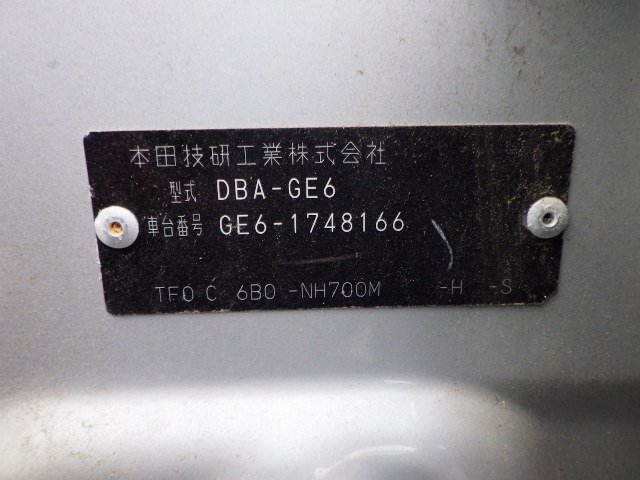 本田技研工業株式会社
型式 DBA-GE6
車台番号 GE6-1748166
TF0 C 6B0 -NH700M -H -S